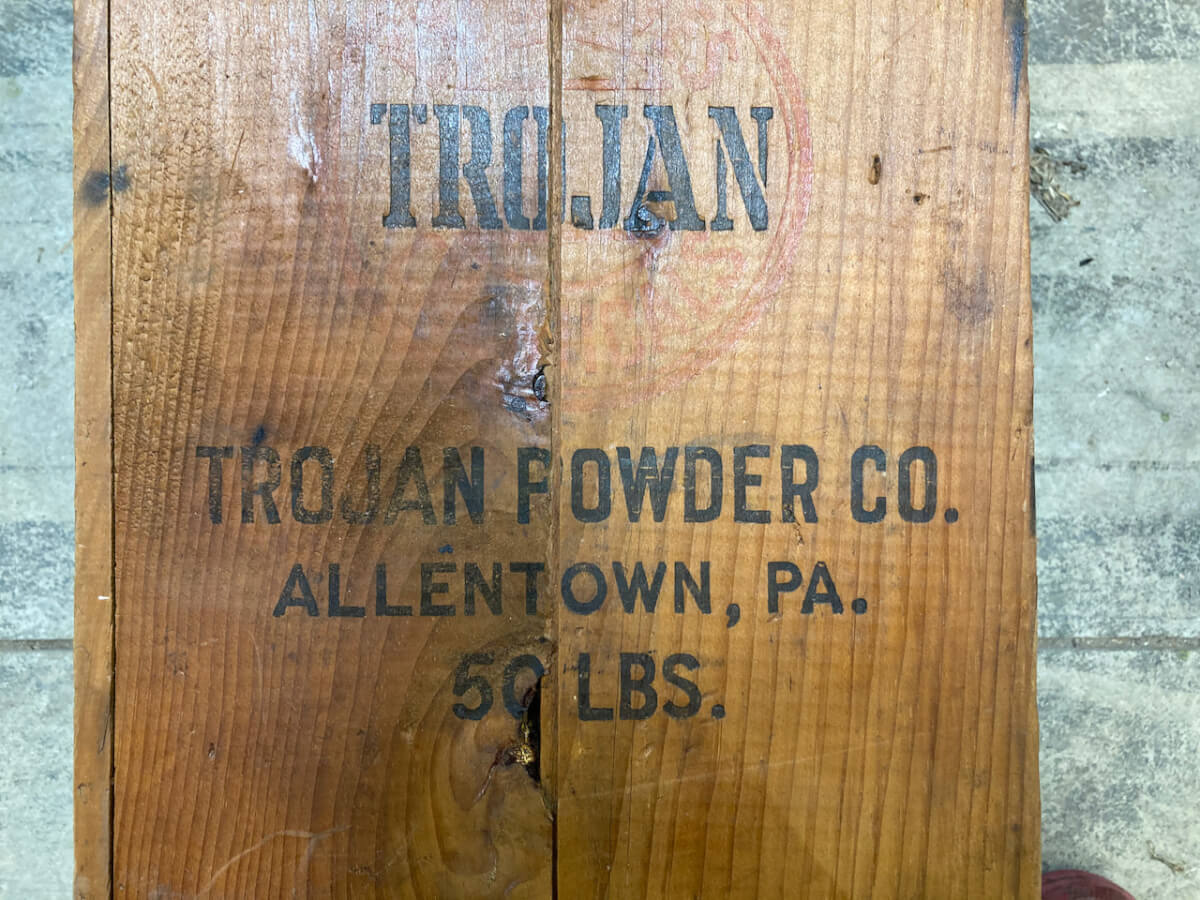 TROJAN
TROJAN POWDER CO.
ALLENTOWN, PA.
50 LBS.